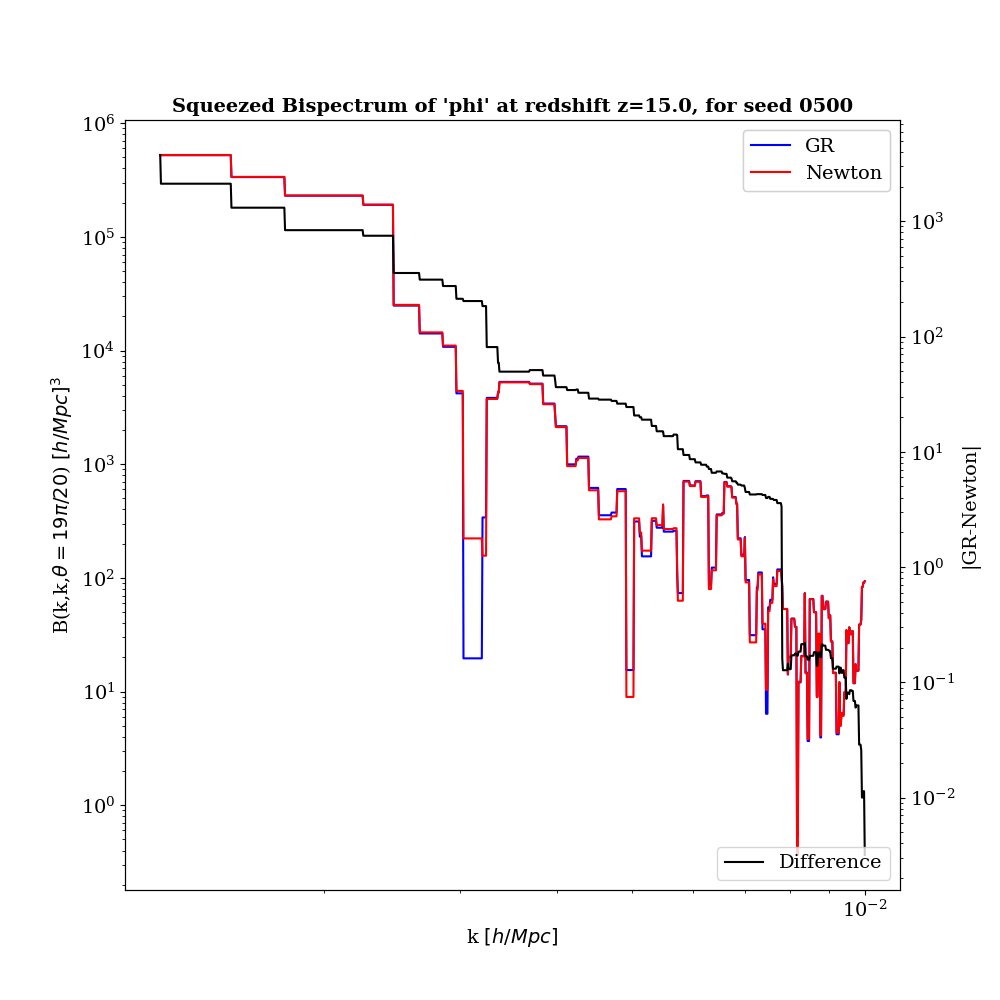 Squeezed Bispectrum of 'phi' at redshift z=15.0, for seed 0500
GR
Newton
10^6
10^5
10^4
10^3
10^2
10^1
10^0
B(k,k,θ = 19π/20) [h/Mpc]^3
10^3
10^2
10^1
10^0
10^−1
10^−2
|GR-Newton|
Difference
10^−2
k [h/Mpc]